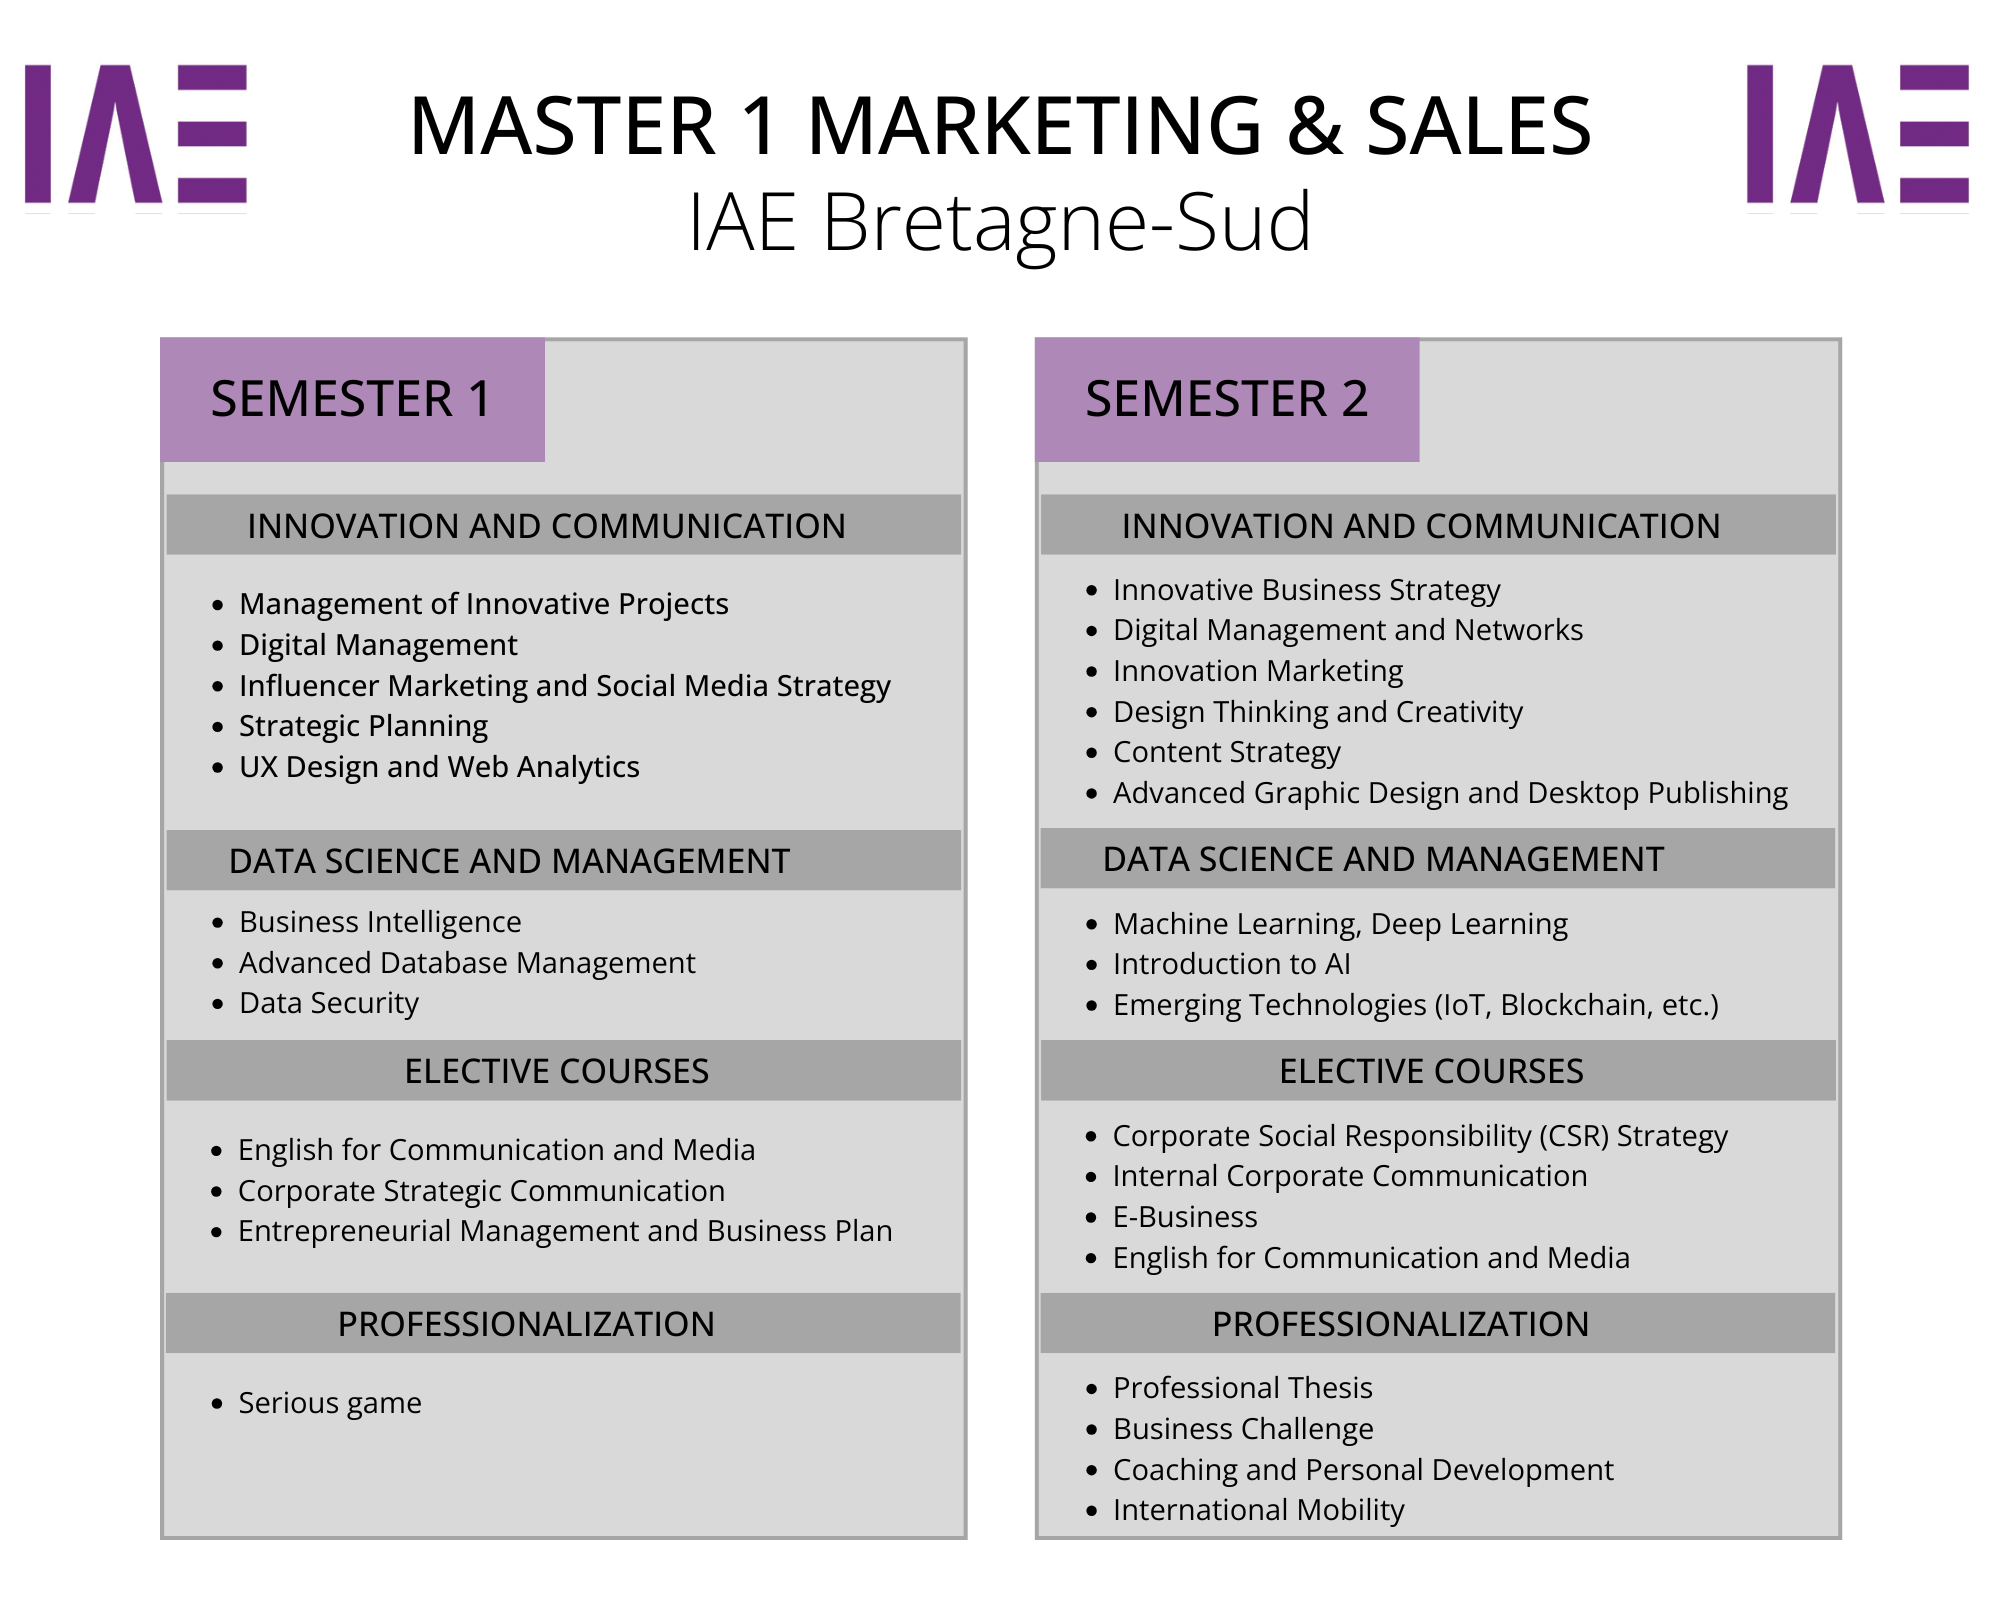 IAE
MASTER 1 MARKETING & SALES
IAE
IAE Bretagne-Sud
SEMESTER 1
INNOVATION AND COMMUNICATION
• Management of Innovative Projects
• Digital Management
• Influencer Marketing and Social Media Strategy
• Strategic Planning
• UX Design and Web Analytics
DATA SCIENCE AND MANAGEMENT
• Business Intelligence
• Advanced Database Management
• Data Security
ELECTIVE COURSES
• English for Communication and Media
• Corporate Strategic Communication
• Entrepreneurial Management and Business Plan
PROFESSIONALIZATION
• Serious game
SEMESTER 2
INNOVATION AND COMMUNICATION
• Innovative Business Strategy
• Digital Management and Networks
• Innovation Marketing
• Design Thinking and Creativity
• Content Strategy
• Advanced Graphic Design and Desktop Publishing
DATA SCIENCE AND MANAGEMENT
• Machine Learning, Deep Learning
• Introduction to AI
• Emerging Technologies (IoT, Blockchain, etc.)
ELECTIVE COURSES
• Corporate Social Responsibility (CSR) Strategy
• Internal Corporate Communication
• E-Business
• English for Communication and Media
PROFESSIONALIZATION
• Professional Thesis
• Business Challenge
• Coaching and Personal Development
• International Mobility